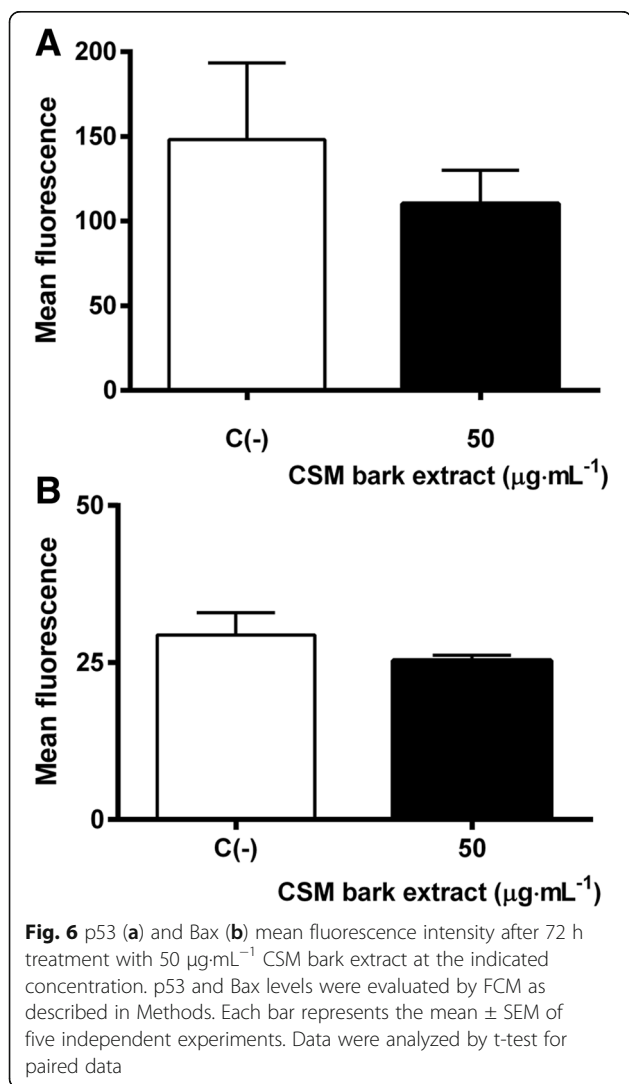 A
200
150
100
50
0
Mean fluorescence
C(-) 50
CSM bark extract (µg·mL⁻¹)
B
50
25
0
Mean fluorescence
C(-) 50
CSM bark extract (µg·mL⁻¹)
Fig. 6 p53 (a) and Bax (b) mean fluorescence intensity after 72 h
treatment with 50 µg·mL⁻¹ CSM bark extract at the indicated
concentration. p53 and Bax levels were evaluated by FCM as
described in Methods. Each bar represents the mean ± SEM of
five independent experiments. Data were analyzed by t-test for
paired data